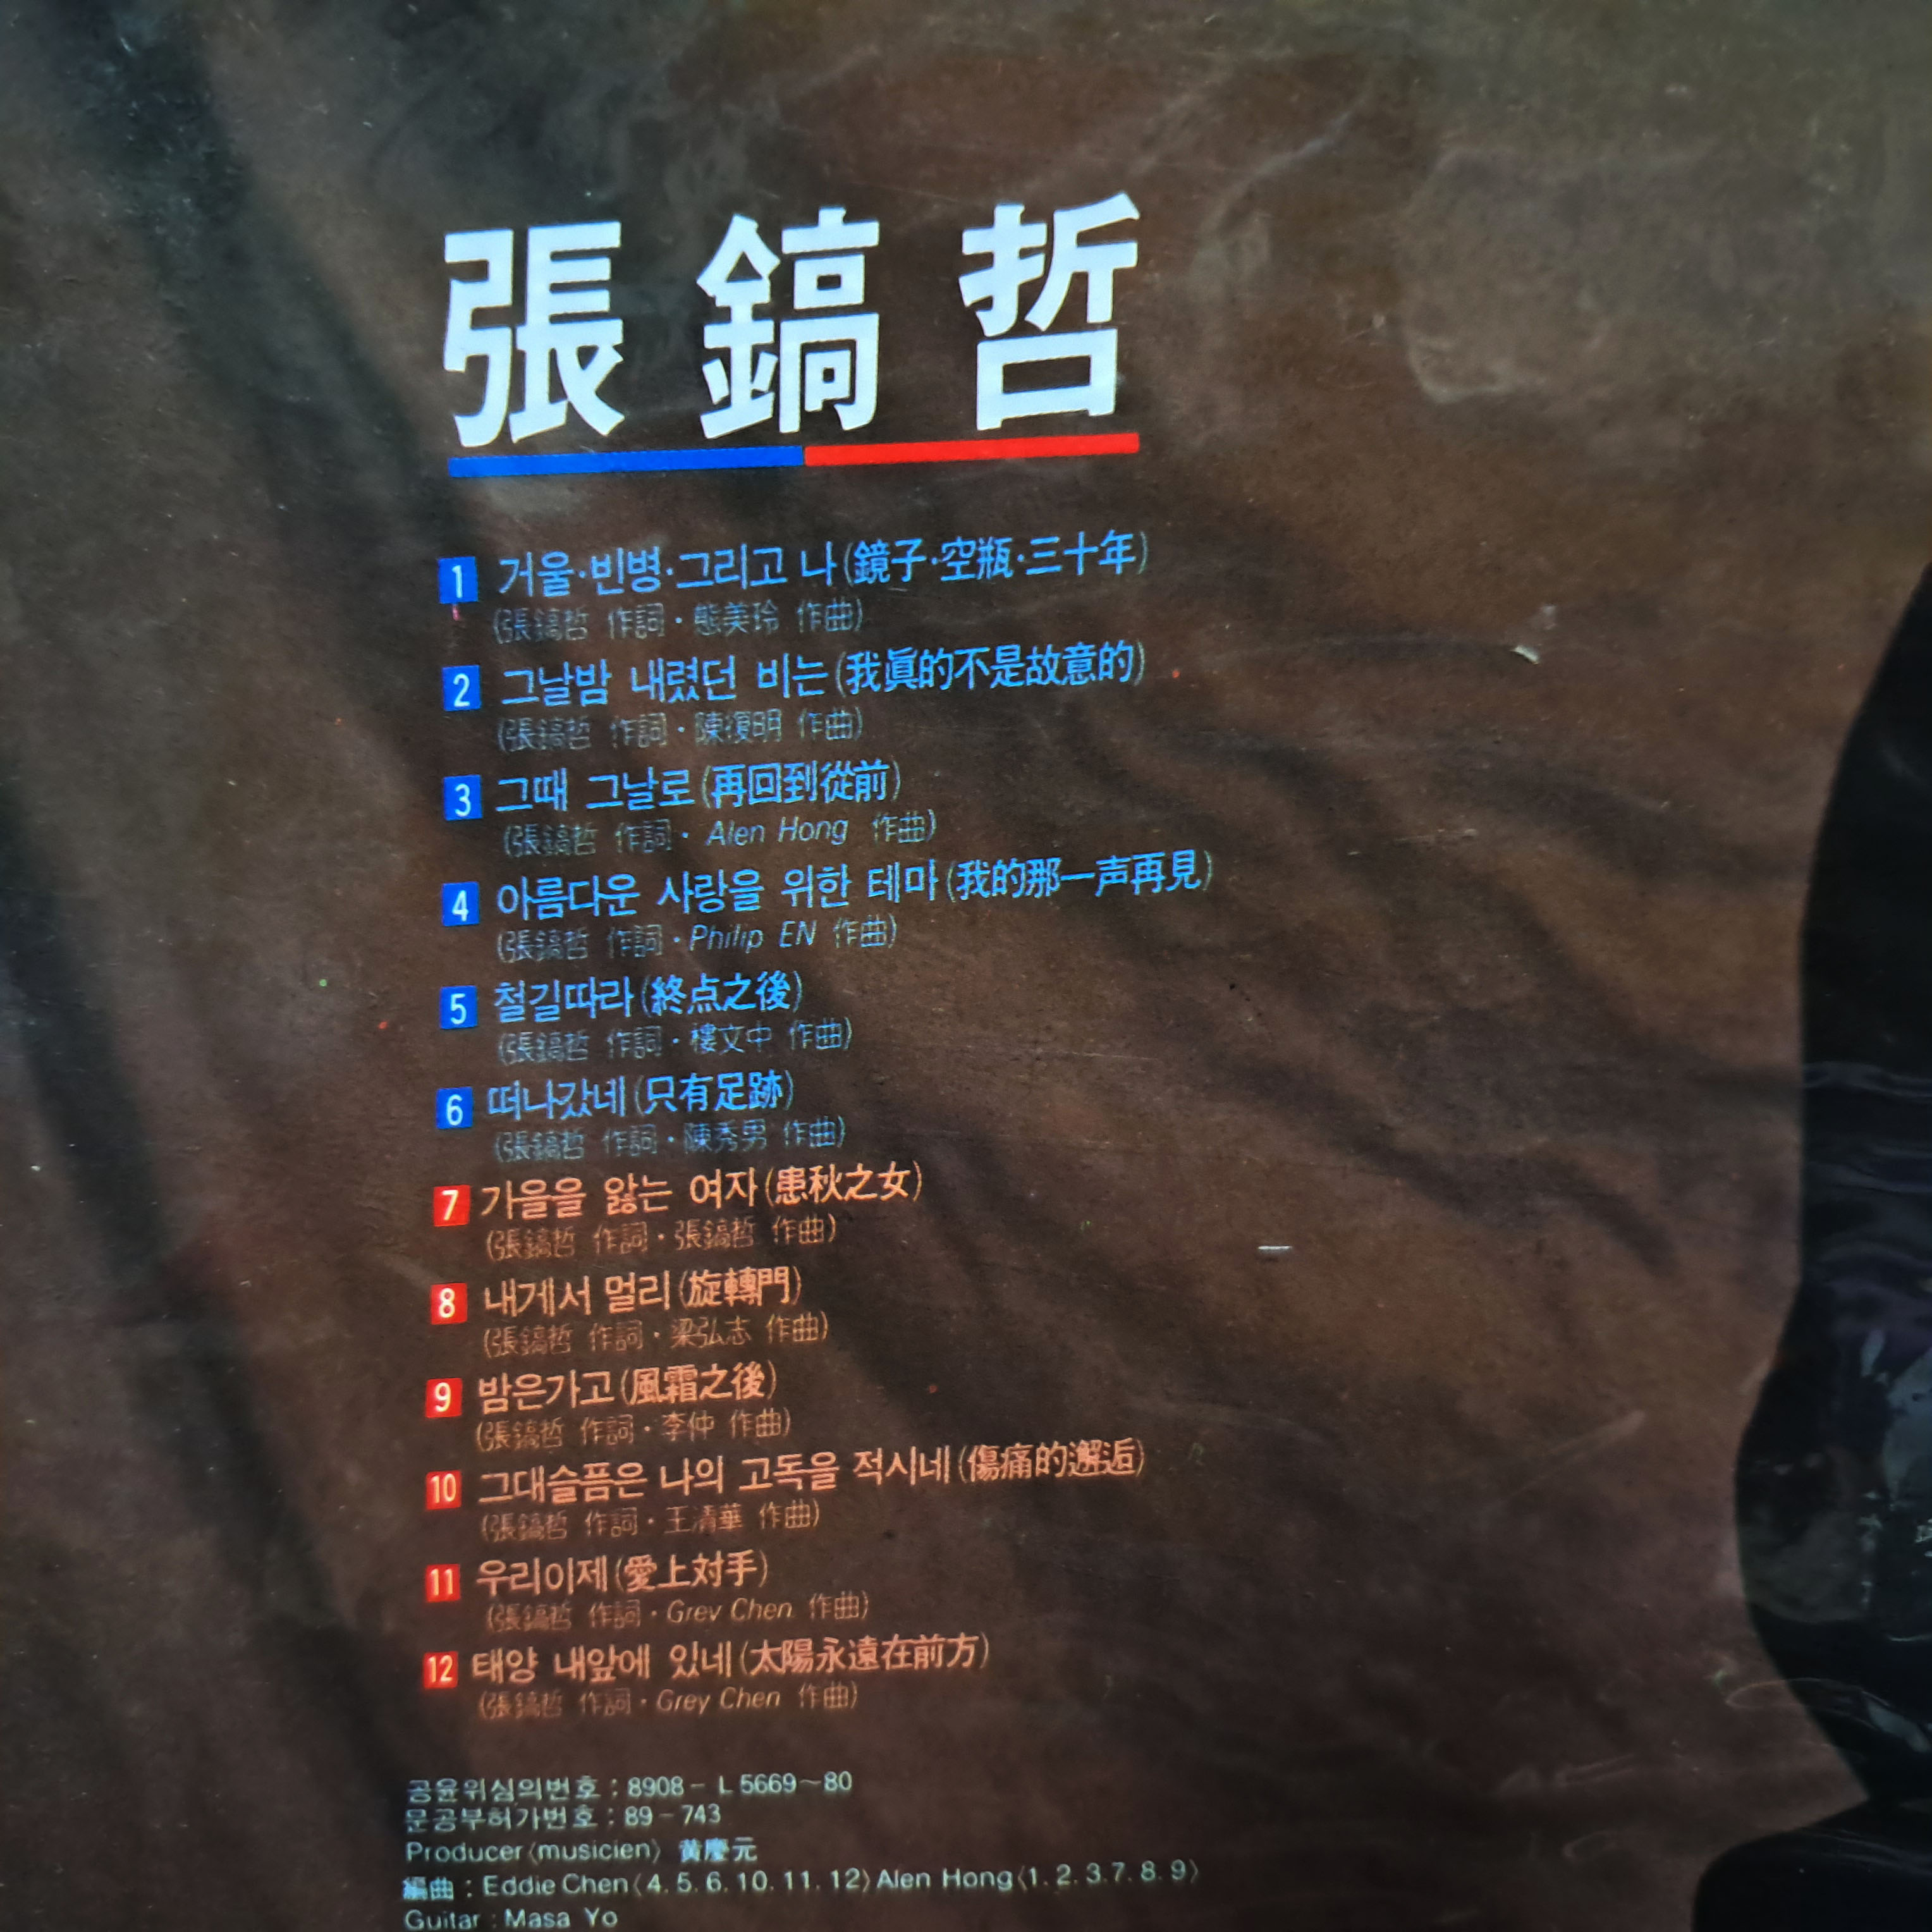 張鎬哲
1 거울·빈병·그리고 나(鏡子·空瓶·三十年)
(張鎬哲 作詞·態美玲 作曲)
2 그날밤 내렸던 비는(我眞的不是故意的)
(張鎬哲 作詞·陳復明 作曲)
3 그때 그날로(再回到從前)
(張鎬哲 作詞· Alen Hong 作曲)
4 아름다운 사랑을 위한 테마(我的那一声再見)
(張鎬哲 作詞·Philip EN 作曲)
5 철길따라(終点之後)
(張鎬哲 作詞·樓文中 作曲)
6 떠나갔네(只有足跡)
(張鎬哲 作詞·陳秀男 作曲)
7 가을을 앓는 여자(患秋之女)
(張鎬哲 作詞·張鎬哲 作曲)
8 내게서 멀리(旋轉門)
(張鎬哲 作詞·梁弘志 作曲)
9 밤은가고(風霜之後)
(張鎬哲 作詞·李仲 作曲)
10 그대슬픔은 나의 고독을 적시네(傷痛的邂逅)
(張鎬哲 作詞·王淸華 作曲)
11 우리이제(愛上対手)
(張鎬哲 作詞·Grev Chen 作曲)
12 태양 내앞에 있네(太陽永遠在前方)
(張鎬哲 作詞·Grey Chen 作曲)
공윤위심의번호 : 8908－L 5669~80
문공부허가번호 : 89－743
Producer〈musicien〉 黄慶元
編曲 : Eddie Chen〈4. 5. 6. 10. 11. 12〉Alen Hong〈1. 2. 3. 7. 8. 9〉
Guitar : Masa Yo